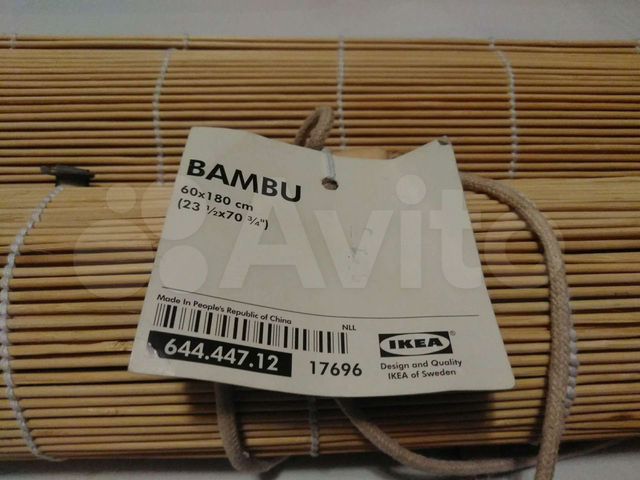 BAMBU
60x180 cm
(23 ½x70 ¾")
Made In People's Republic of China
NLL
644.447.12
17696
IKEA®
Design and Quality
IKEA of Sweden
Avito